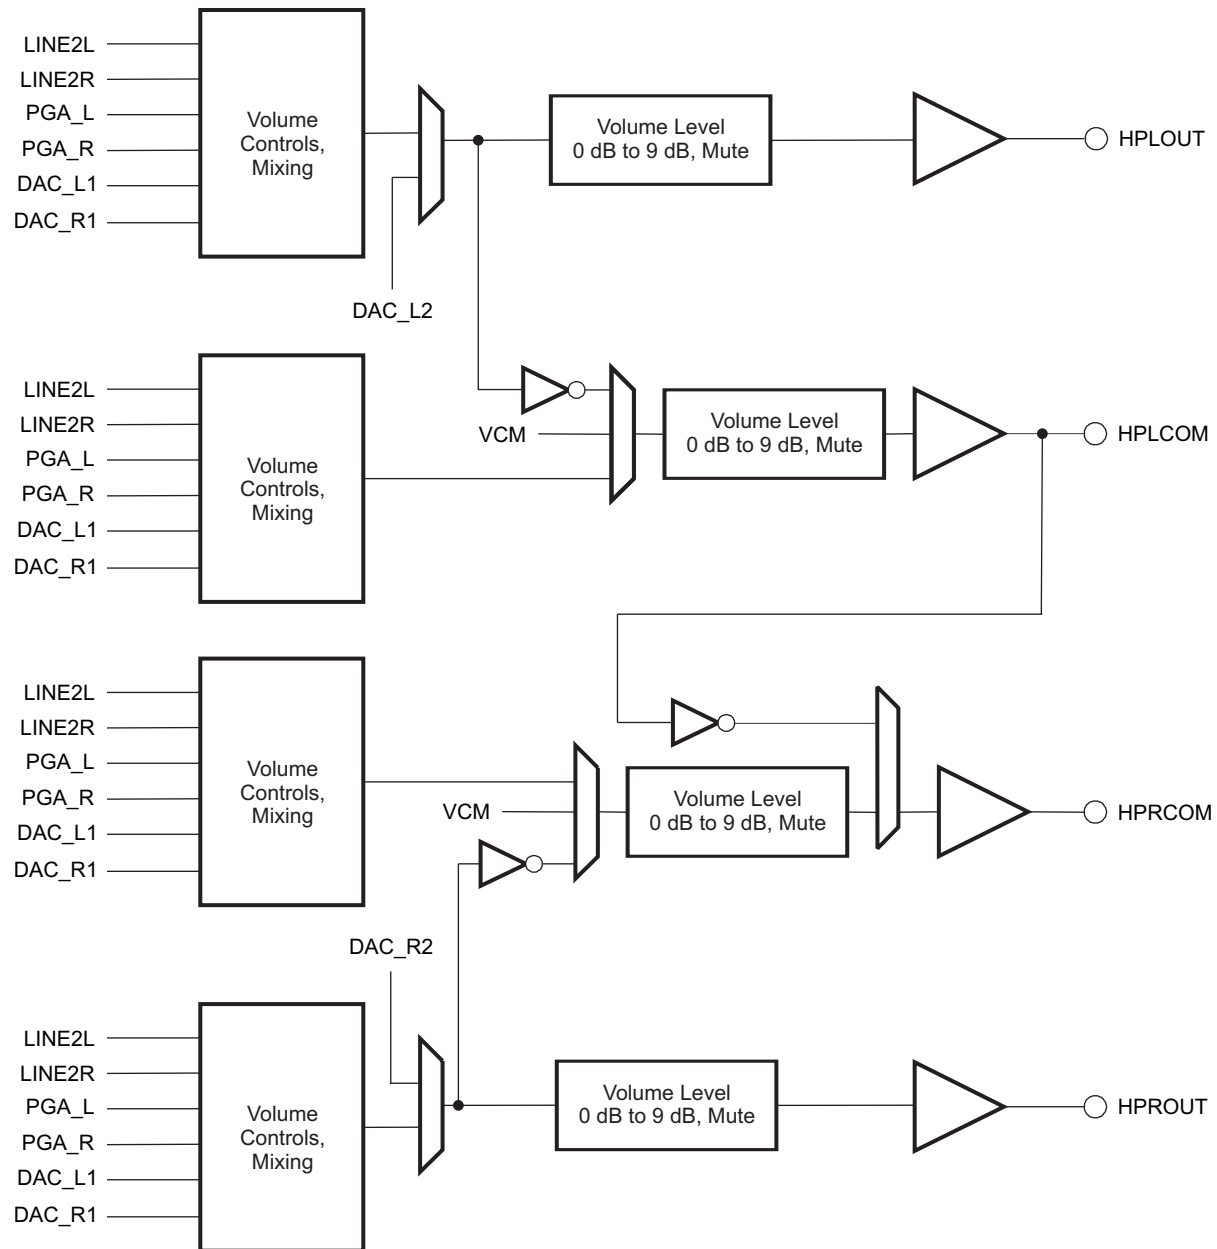 LINE2L
LINE2R
PGA_L
PGA_R
DAC_L1
DAC_R1
Volume
Controls,
Mixing
DAC_L2
Volume Level
0 dB to 9 dB, Mute
HPLOUT
LINE2L
LINE2R
PGA_L
PGA_R
DAC_L1
DAC_R1
Volume
Controls,
Mixing
VCM
Volume Level
0 dB to 9 dB, Mute
HPLCOM
LINE2L
LINE2R
PGA_L
PGA_R
DAC_L1
DAC_R1
Volume
Controls,
Mixing
VCM
Volume Level
0 dB to 9 dB, Mute
HPRCOM
DAC_R2
LINE2L
LINE2R
PGA_L
PGA_R
DAC_L1
DAC_R1
Volume
Controls,
Mixing
Volume Level
0 dB to 9 dB, Mute
HPROUT